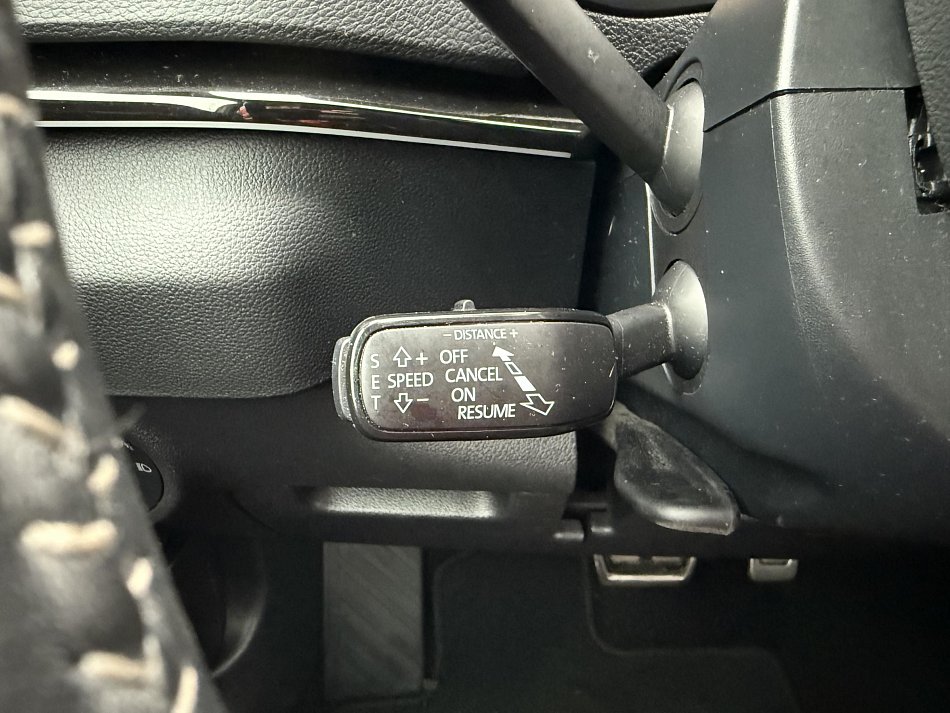 − DISTANCE +
S + OFF
E SPEED CANCEL
T − ON
RESUME